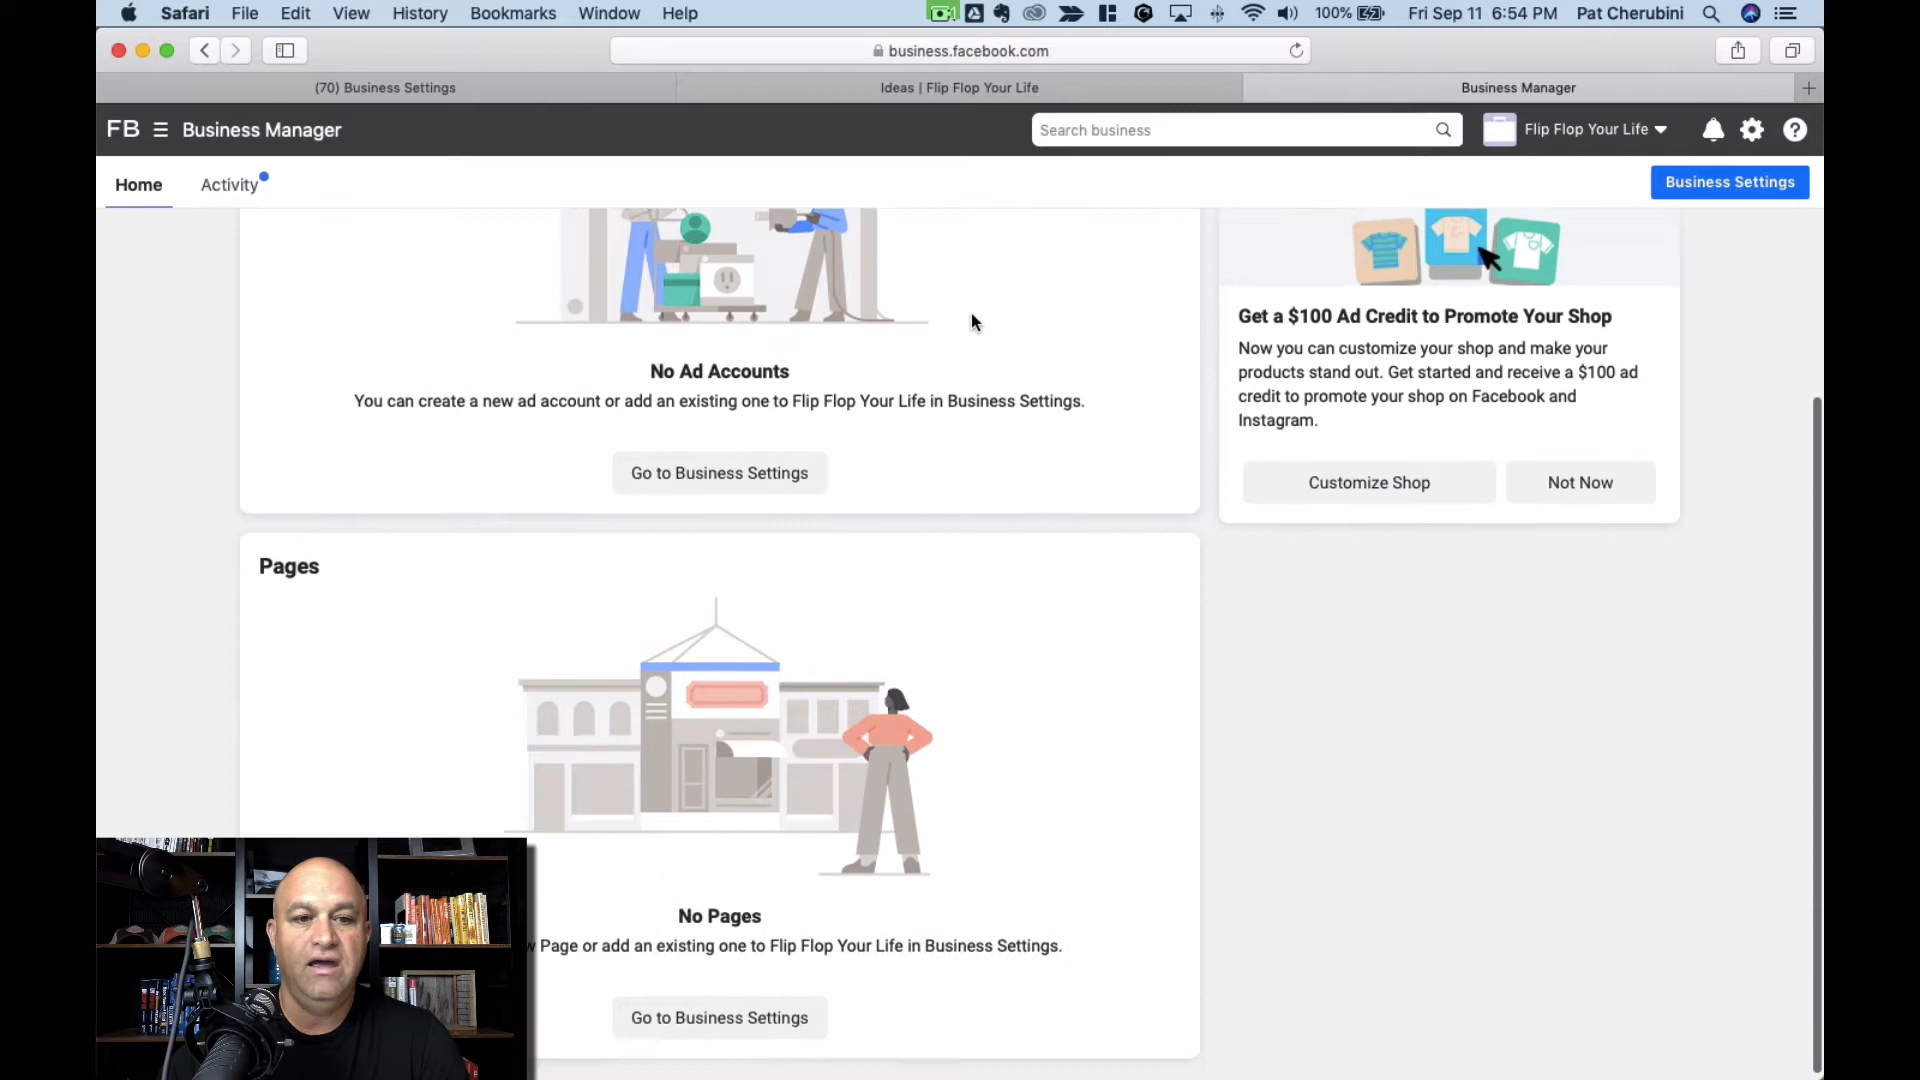 Safari File Edit View History Bookmarks Window Help 100% Fri Sep 11 6:54 PM Pat Cherubini
business.facebook.com
(70) Business Settings Ideas | Flip Flop Your Life Business Manager
FB Business Manager Search business Flip Flop Your Life
Home Activity Business Settings
No Ad Accounts
You can create a new ad account or add an existing one to Flip Flop Your Life in Business Settings.
Go to Business Settings
Get a $100 Ad Credit to Promote Your Shop
Now you can customize your shop and make your
products stand out. Get started and receive a $100 ad
credit to promote your shop on Facebook and
Instagram.
Customize Shop Not Now
Pages
No Pages
Page or add an existing one to Flip Flop Your Life in Business Settings.
Go to Business Settings